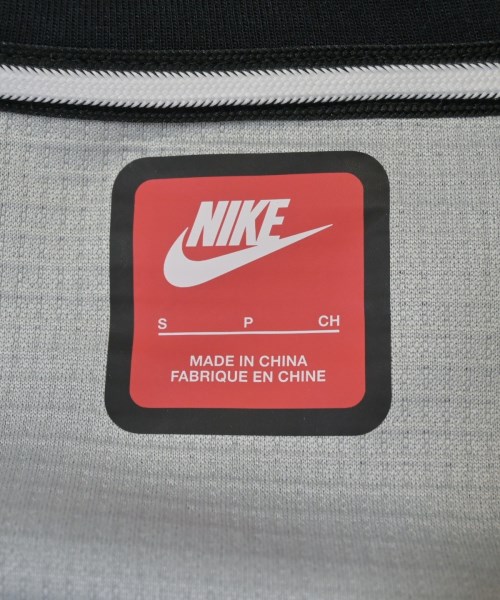 NIKE
S P CH
MADE IN CHINA
FABRIQUE EN CHINE